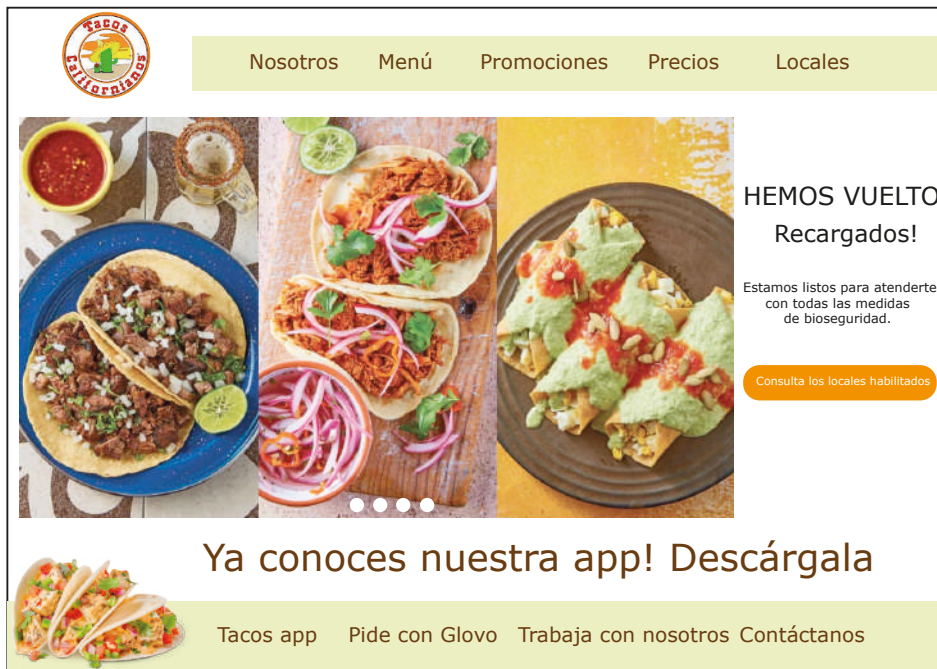 Tacos
Californianos
Nosotros Menú Promociones Precios Locales
HEMOS VUELTO
Recargados!
Estamos listos para atenderte
con todas las medidas
de bioseguridad.
Consulta los locales habilitados
Ya conoces nuestra app! Descárgala
Tacos app Pide con Glovo Trabaja con nosotros Contáctanos